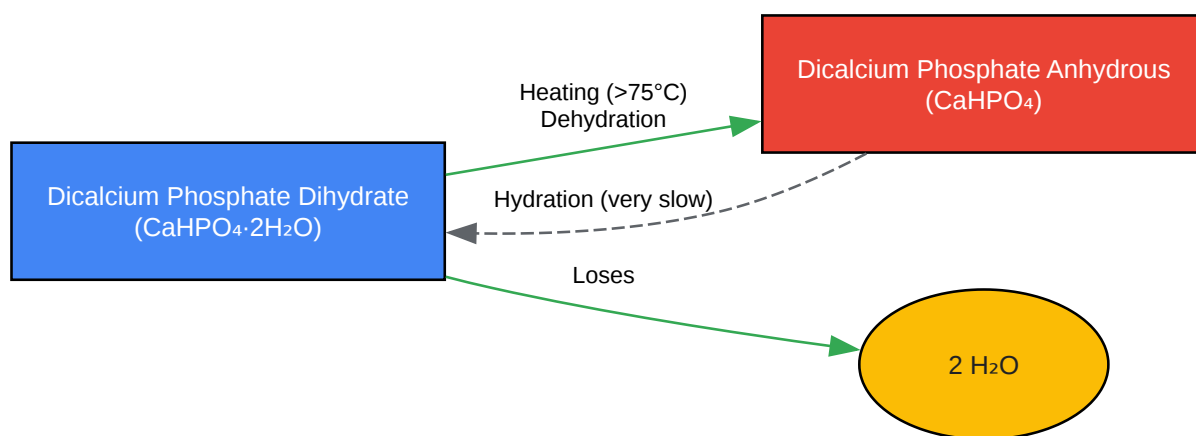 Dicalcium Phosphate Anhydrous
(CaHPO₄)
Heating (>75°C)
Dehydration
Dicalcium Phosphate Dihydrate
(CaHPO₄·2H₂O)
Hydration (very slow)
Loses
2 H₂O